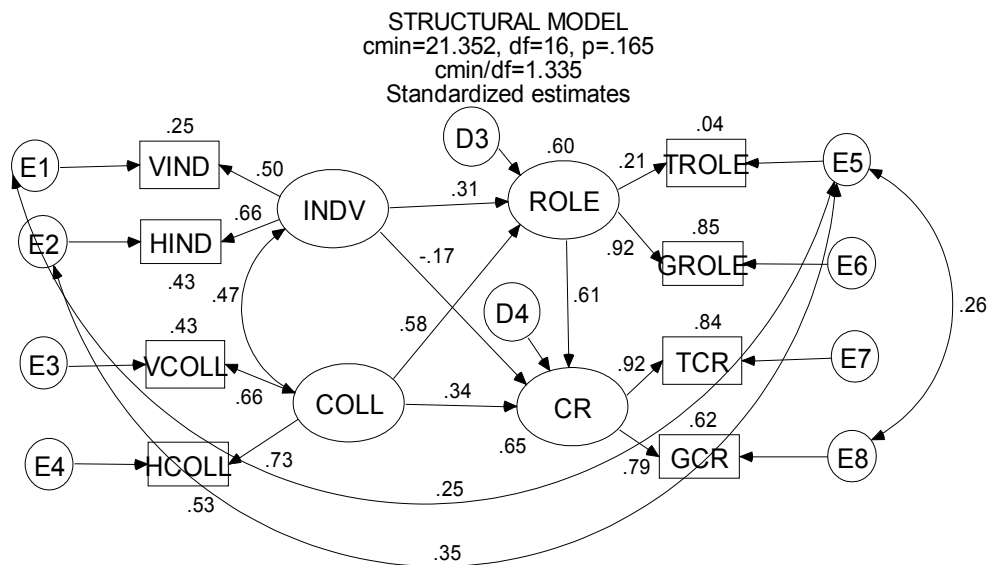 STRUCTURAL MODEL
cmin=21.352, df=16, p=.165
cmin/df=1.335
Standardized estimates
D3
.25
.60
.04
E1
VIND
.50
TROLE
E5
.21
INDV
.31
ROLE
.66
E2
HIND
.85
.92
GROLE
E6
.43
-.17
.47
.61
.26
D4
.58
.43
.84
E3
VCOLL
.92
TCR
E7
.66
COLL
.34
CR
.62
.65
E4
HCOLL
.73
.79
GCR
E8
.53
.25
.35